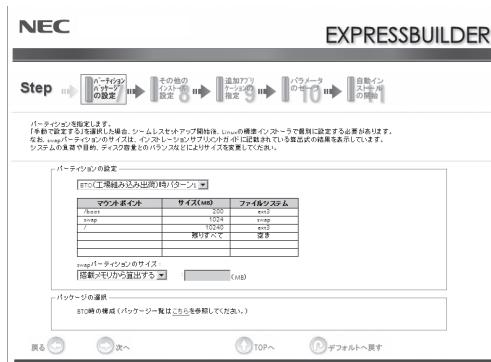 NEC
EXPRESSBUILDER
Step
パーティション パッケージ の設定 7
その他の インストール 設定 8
追加アプリ ケーションの 指定 9
パラメータ のセーブ 10
自動イン ストール の開始 11
パーティションを指定します。
「手動で設定する」を選択した場合、シームレスセットアップ開始後、Linuxの標準インストーラで個別に設定する必要があります。
なお、swapパーティションのサイズは、インストレーションサプリメントガイドに記載されている算出式の結果を表示しています。
システムの負荷や目的、ディスク容量とのバランスなどによりサイズを変更してください。
パーティションの設定
BTO(工場組み込み出荷)時パターン1
マウントポイント サイズ(MB) ファイルシステム
/boot 200 ext3
swap 1024 swap
/ 10240 ext3
残りすべて 空き
swapパーティションのサイズ:
搭載メモリから算出する (MB)
パッケージの選択
BTO時の構成(パッケージ一覧はこちらを参照してください。)
戻る 次へ TOPへ デフォルトへ戻す